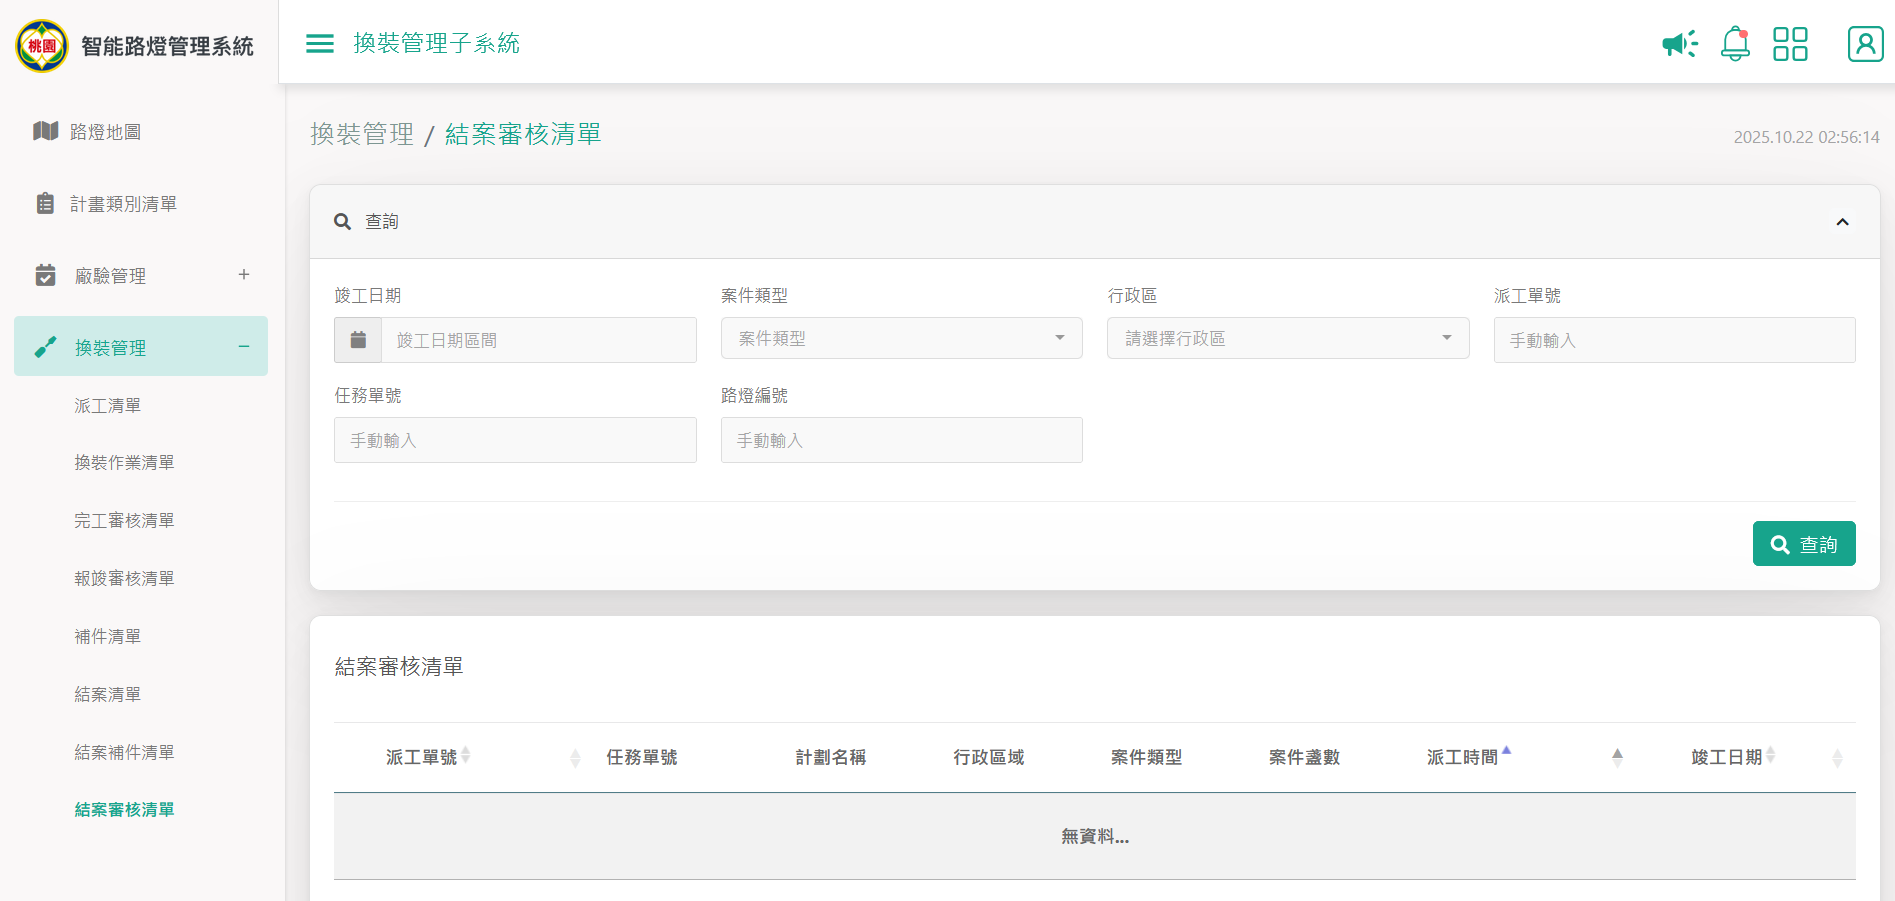 桃園
智能路燈管理系統
換裝管理子系統
路燈地圖
計畫類別清單
廠驗管理
換裝管理
派工清單
換裝作業清單
完工審核清單
報竣審核清單
補件清單
結案清單
結案補件清單
結案審核清單
換裝管理 / 結案審核清單
2025.10.22 02:56:14
查詢
竣工日期
竣工日期區間
案件類型
案件類型
行政區
請選擇行政區
派工單號
手動輸入
任務單號
手動輸入
路燈編號
手動輸入
查詢
結案審核清單
派工單號 任務單號 計劃名稱 行政區域 案件類型 案件盞數 派工時間 竣工日期
無資料...